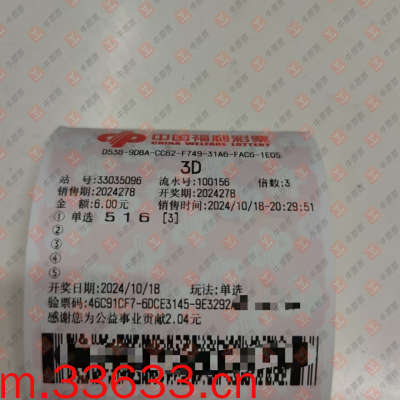 中国福利彩票
CHINA WELFARE LOTTERY
D538-9D8A-CC62-F749-31A6-FAC6-1E05
3D
站 号:33035096 流水号:100156 倍数:3
销售期:2024278 开奖期:2024278
金 额:6.00元 销售时间:2024/10/18-20:29:51
① 单选 5 1 6 [3]
②
③
④
⑤
开奖日期:2024/10/18 玩法:单选
验票码:46C91CF7-6DCE3145-9E3292
感谢您为公益事业贡献2.04元
m.33633.cn